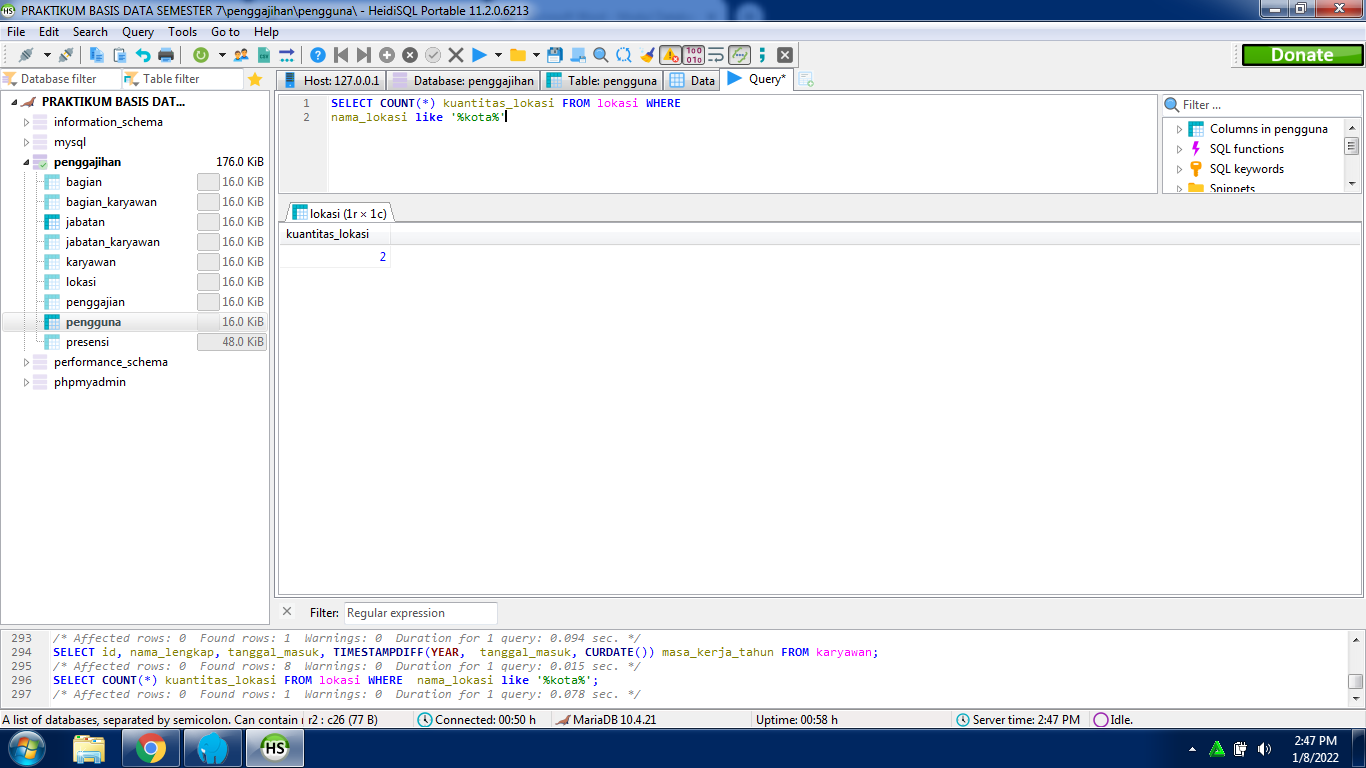 PRAKTIKUM BASIS DATA SEMESTER 7\penggajihan\pengguna\ - HeidiSQL Portable 11.2.0.6213
File Edit Search Query Tools Go to Help
Donate
Database filter Table filter
Host: 127.0.0.1 Database: penggajihan Table: pengguna Data Query*
PRAKTIKUM BASIS DAT...
information_schema
mysql
penggajihan 176.0 KiB
bagian 16.0 KiB
bagian_karyawan 16.0 KiB
jabatan 16.0 KiB
jabatan_karyawan 16.0 KiB
karyawan 16.0 KiB
lokasi 16.0 KiB
penggajian 16.0 KiB
pengguna 16.0 KiB
presensi 48.0 KiB
performance_schema
phpmyadmin
1 SELECT COUNT(*) kuantitas_lokasi FROM lokasi WHERE
2 nama_lokasi like '%kota%'
Filter ...
Columns in pengguna
SQL functions
SQL keywords
Snippets
lokasi (1r × 1c)
kuantitas_lokasi
2
Filter: Regular expression
293 /* Affected rows: 0 Found rows: 1 Warnings: 0 Duration for 1 query: 0.094 sec. */
294 SELECT id, nama_lengkap, tanggal_masuk, TIMESTAMPDIFF(YEAR, tanggal_masuk, CURDATE()) masa_kerja_tahun FROM karyawan;
295 /* Affected rows: 0 Found rows: 8 Warnings: 0 Duration for 1 query: 0.015 sec. */
296 SELECT COUNT(*) kuantitas_lokasi FROM lokasi WHERE nama_lokasi like '%kota%';
297 /* Affected rows: 0 Found rows: 1 Warnings: 0 Duration for 1 query: 0.078 sec. */
A list of databases, separated by semicolon. Can contain r r2 : c26 (77 B) Connected: 00:50 h MariaDB 10.4.21 Uptime: 00:58 h Server time: 2:47 PM Idle.
HS
2:47 PM
1/8/2022